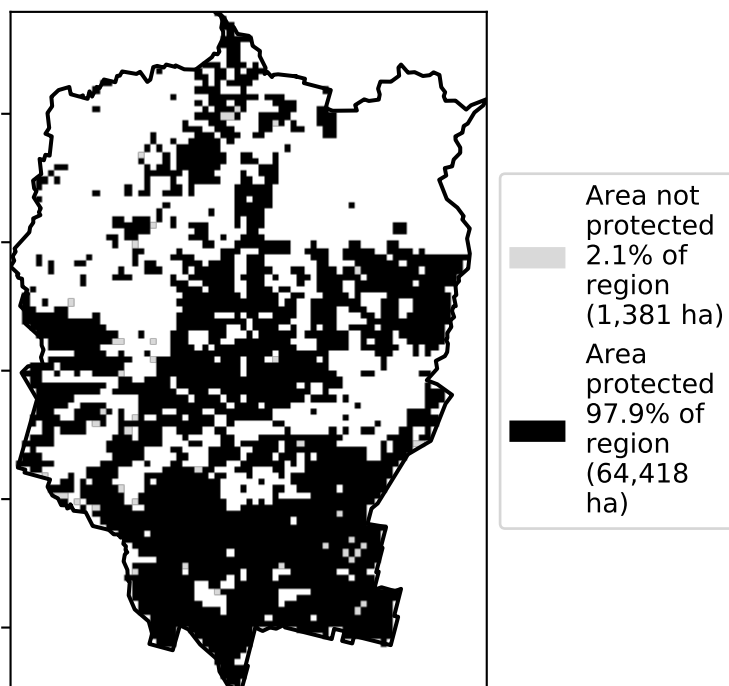 Area not
protected
2.1% of
region
(1,381 ha)
Area
protected
97.9% of
region
(64,418
ha)